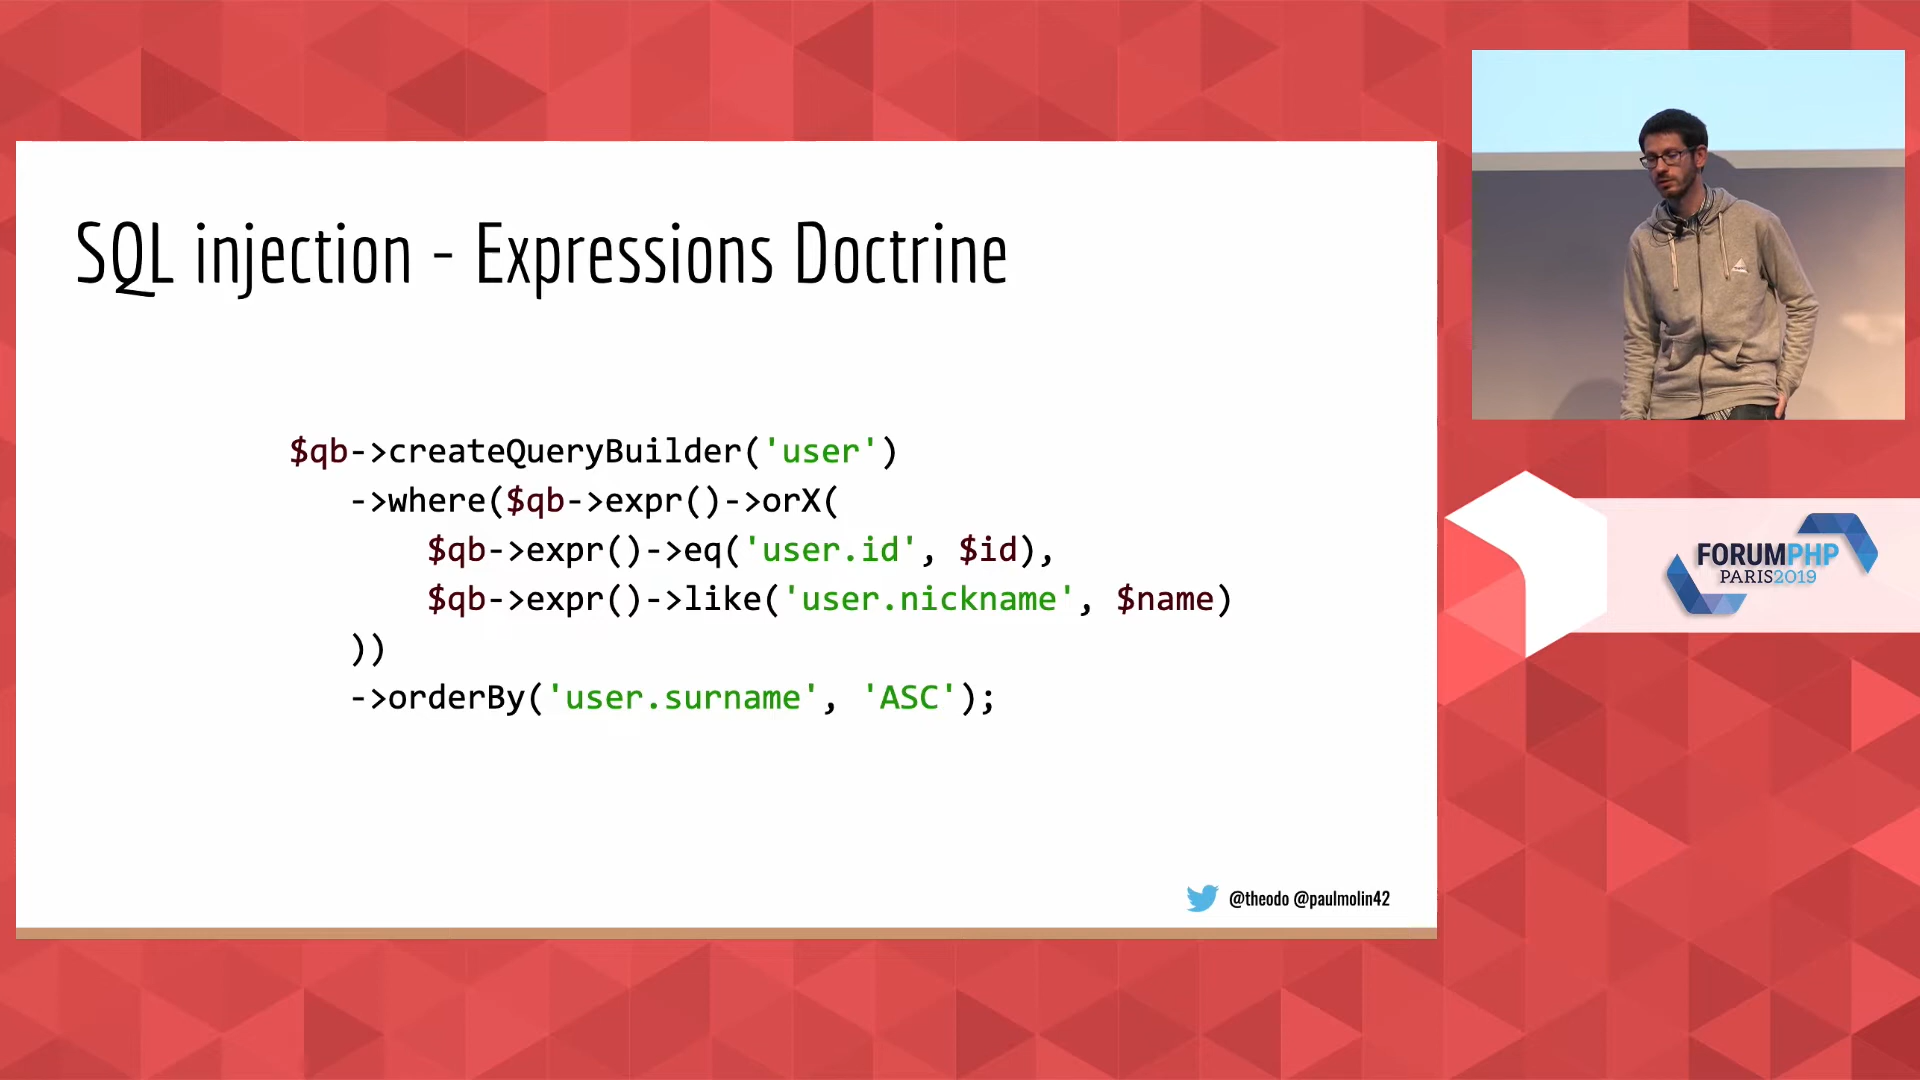 SQL injection - Expressions Doctrine
$qb->createQueryBuilder('user')
->where($qb->expr()->orX(
$qb->expr()->eq('user.id', $id),
$qb->expr()->like('user.nickname', $name)
))
->orderBy('user.surname', 'ASC');
@theodo @paulmolin42
FORUMPHP
PARIS2019